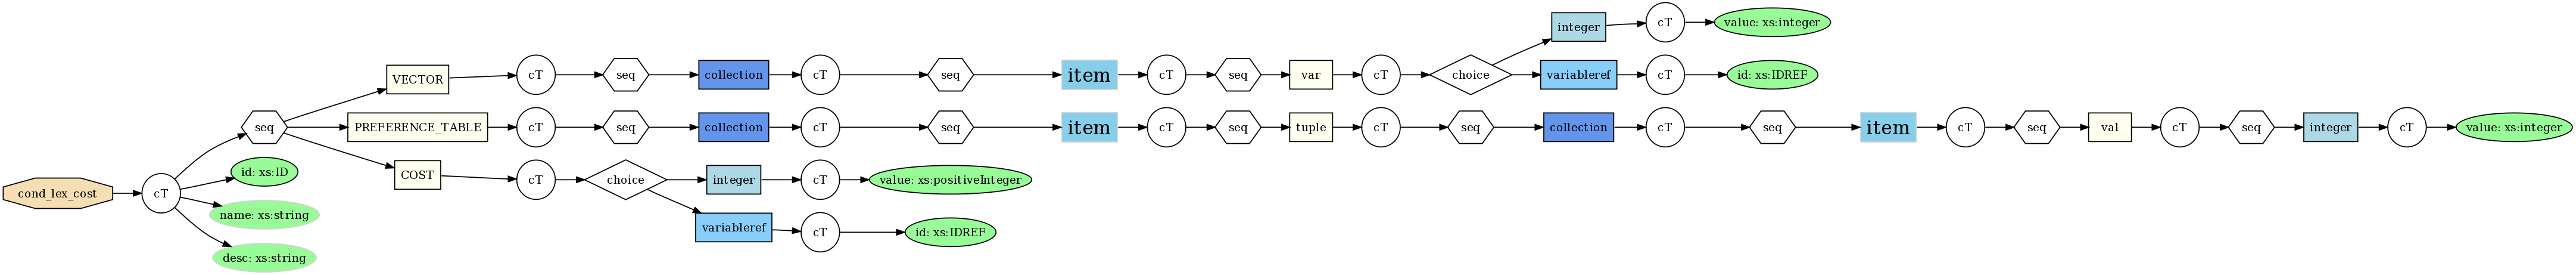 cond_lex_cost
cT
seq
id: xs:ID
name: xs:string
desc: xs:string
VECTOR
cT
seq
collection
cT
seq
item
cT
seq
var
cT
choice
integer
cT
value: xs:integer
variableref
cT
id: xs:IDREF
PREFERENCE_TABLE
cT
seq
collection
cT
seq
item
cT
seq
tuple
cT
seq
collection
cT
seq
item
cT
seq
val
cT
seq
integer
cT
value: xs:integer
COST
cT
choice
integer
cT
value: xs:positiveInteger
variableref
cT
id: xs:IDREF